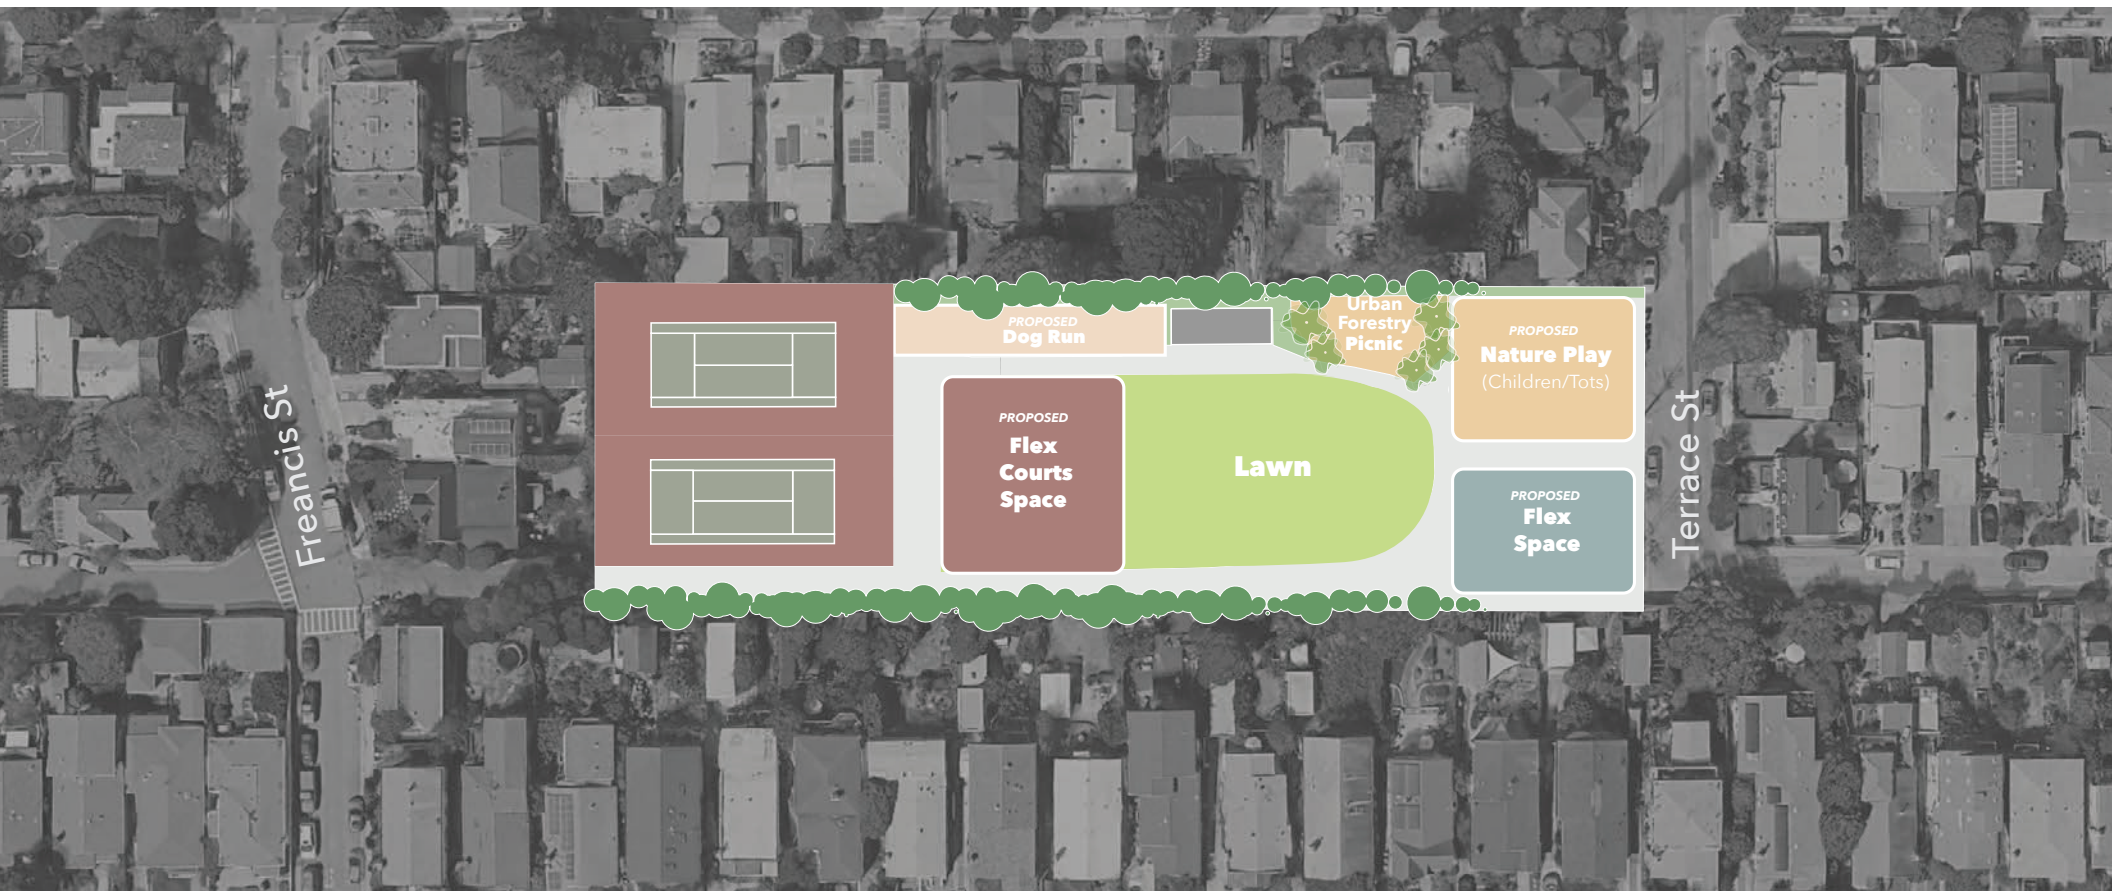 Freancis St
PROPOSED
Dog Run
Urban
Forestry
Picnic
PROPOSED
Nature Play
(Children/Tots)
PROPOSED
Flex
Courts
Space
Lawn
PROPOSED
Flex
Space
Terrace St